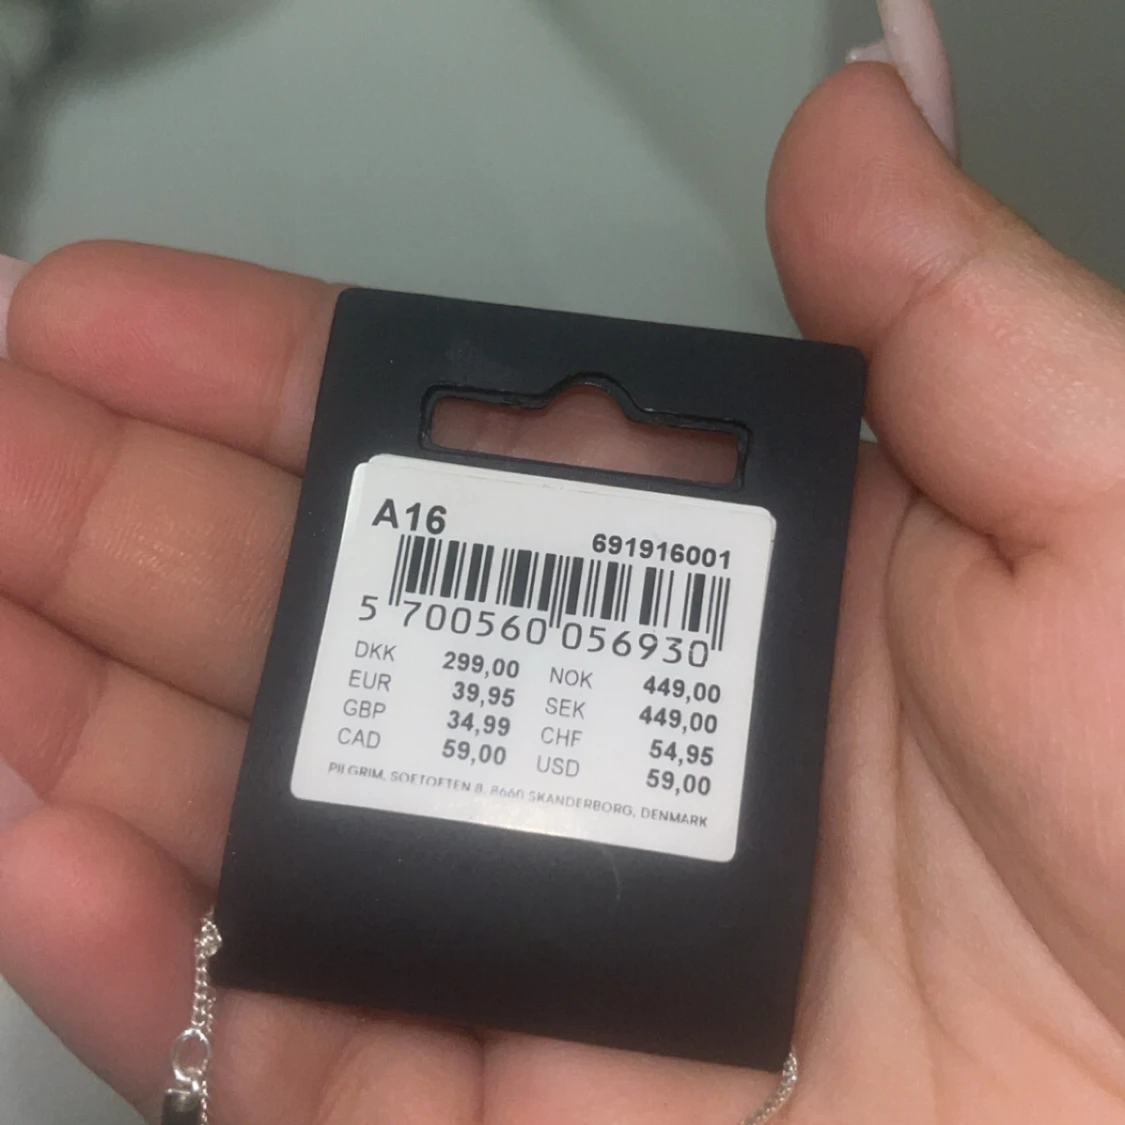 A16
691916001
5 700560 056930
DKK 299,00 NOK 449,00
EUR 39,95 SEK 449,00
GBP 34,99 CHF 54,95
CAD 59,00 USD 59,00
PILGRIM, SOFTOFTEN 8, 8660 SKANDERBORG, DENMARK